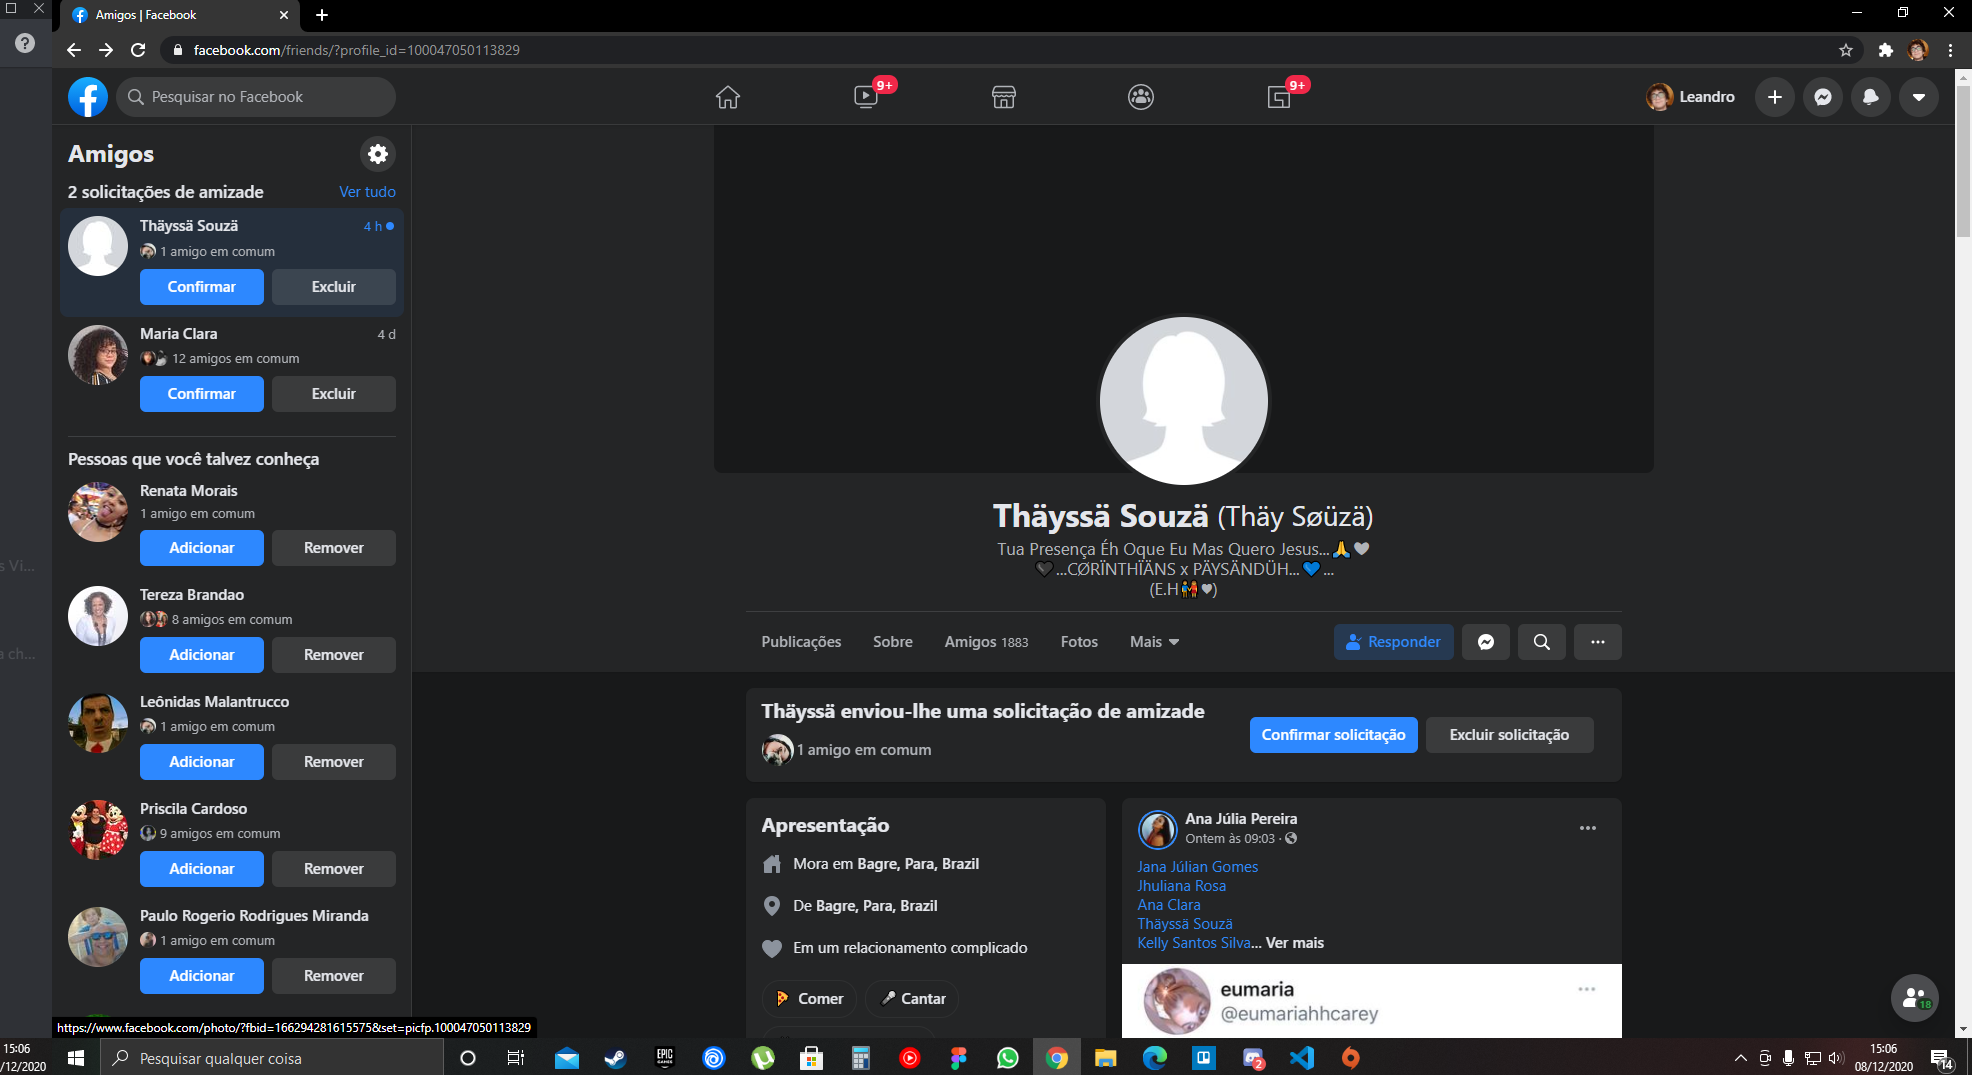 Amigos | Facebook
facebook.com/friends/?profile_id=100047050113829
Pesquisar no Facebook
9+
9+
Leandro
Amigos
2 solicitações de amizade
Ver tudo
Thäyssä Souzä
4 h
1 amigo em comum
Confirmar
Excluir
Maria Clara
4 d
12 amigos em comum
Confirmar
Excluir
Pessoas que você talvez conheça
Renata Morais
1 amigo em comum
Adicionar
Remover
Tereza Brandao
8 amigos em comum
Adicionar
Remover
Leônidas Malantrucco
1 amigo em comum
Adicionar
Remover
Priscila Cardoso
9 amigos em comum
Adicionar
Remover
Paulo Rogerio Rodrigues Miranda
1 amigo em comum
Adicionar
Remover
s Vi...
a ch...
Thäyssä Souzä (Thäy Søüzä)
Tua Presença Éh Oque Eu Mas Quero Jesus...🙏🤍
🖤...CØRÏNTHÏÄNS x PÄYSÄNDÜH...💙...
(E.H👫🖤)
Publicações
Sobre
Amigos 1883
Fotos
Mais
Responder
Thäyssä enviou-lhe uma solicitação de amizade
1 amigo em comum
Confirmar solicitação
Excluir solicitação
Apresentação
Mora em Bagre, Para, Brazil
De Bagre, Para, Brazil
Em um relacionamento complicado
🍕 Comer
🎤 Cantar
Ana Júlia Pereira
Ontem às 09:03 ·
Jana Júlian Gomes
Jhuliana Rosa
Ana Clara
Thäyssä Souzä
Kelly Santos Silva... Ver mais
eumaria
@eumariahhcarey
18
https://www.facebook.com/photo/?fbid=166294281615575&set=picfp.100047050113829
15:06
/12/2020
Pesquisar qualquer coisa
EPIC
GAMES
2
15:06
08/12/2020
14